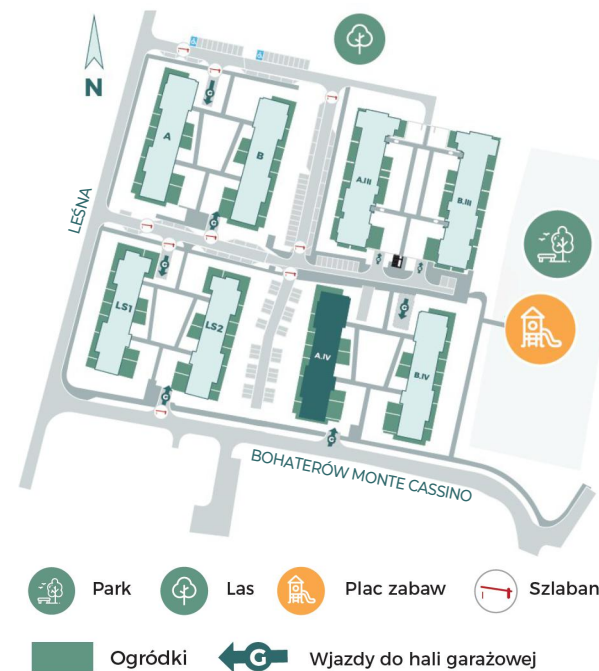 N
LEŚNA
A
B
A.III
B.III
G
G
G
LS1
LS2
A.IV
B.IV
G
G
G
BOHATERÓW MONTE CASSINO
Park
Las
Plac zabaw
Szlaban
Ogródki
G
Wjazdy do hali garażowej